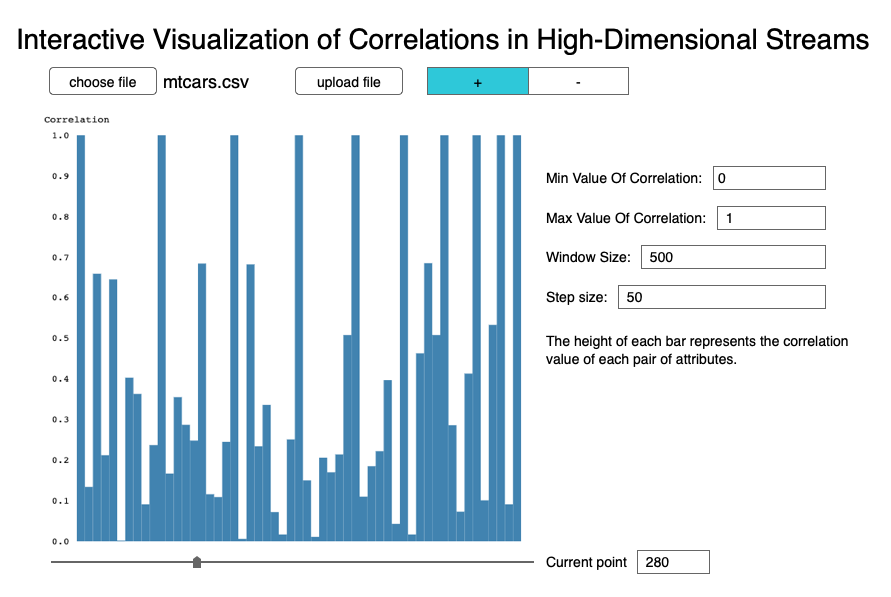 Interactive Visualization of Correlations in High-Dimensional Streams
choose file mtcars.csv upload file + -
Correlation
1.0
0.9
0.8
0.7
0.6
0.5
0.4
0.3
0.2
0.1
0.0
Min Value Of Correlation: 0
Max Value Of Correlation: 1
Window Size: 500
Step size: 50
The height of each bar represents the correlation
value of each pair of attributes.
Current point 280